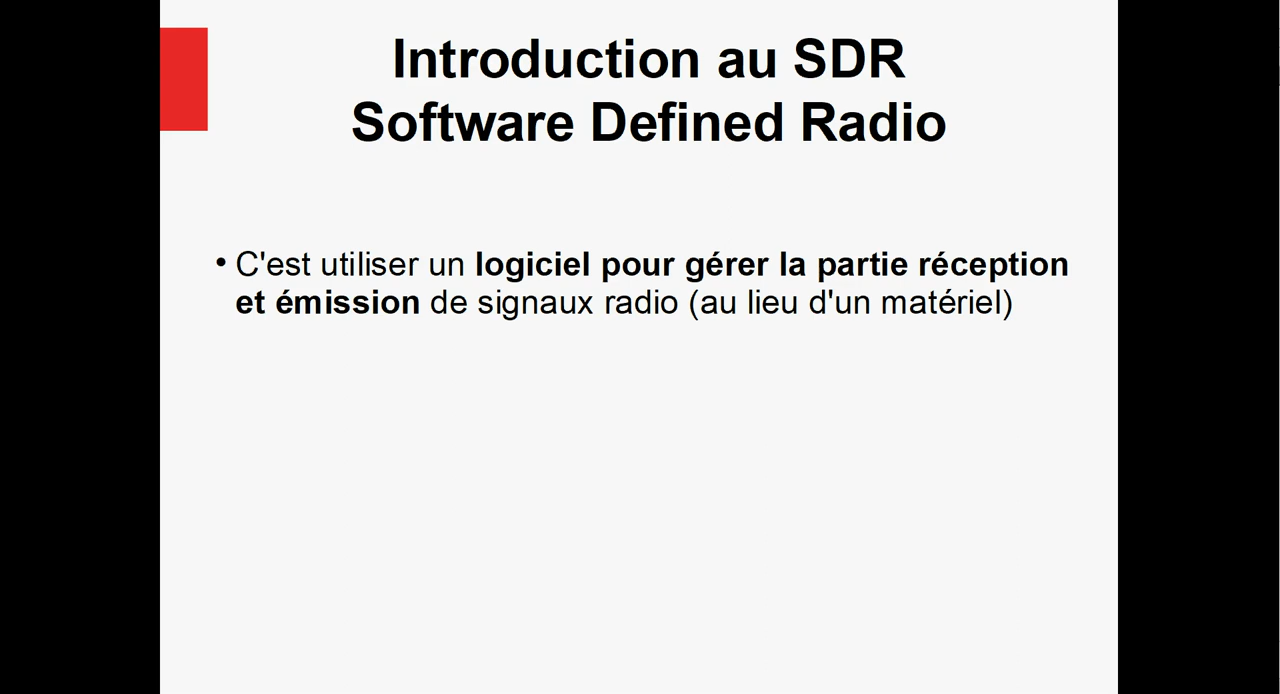 Introduction au SDR
Software Defined Radio
• C'est utiliser un logiciel pour gérer la partie réception
et émission de signaux radio (au lieu d'un matériel)